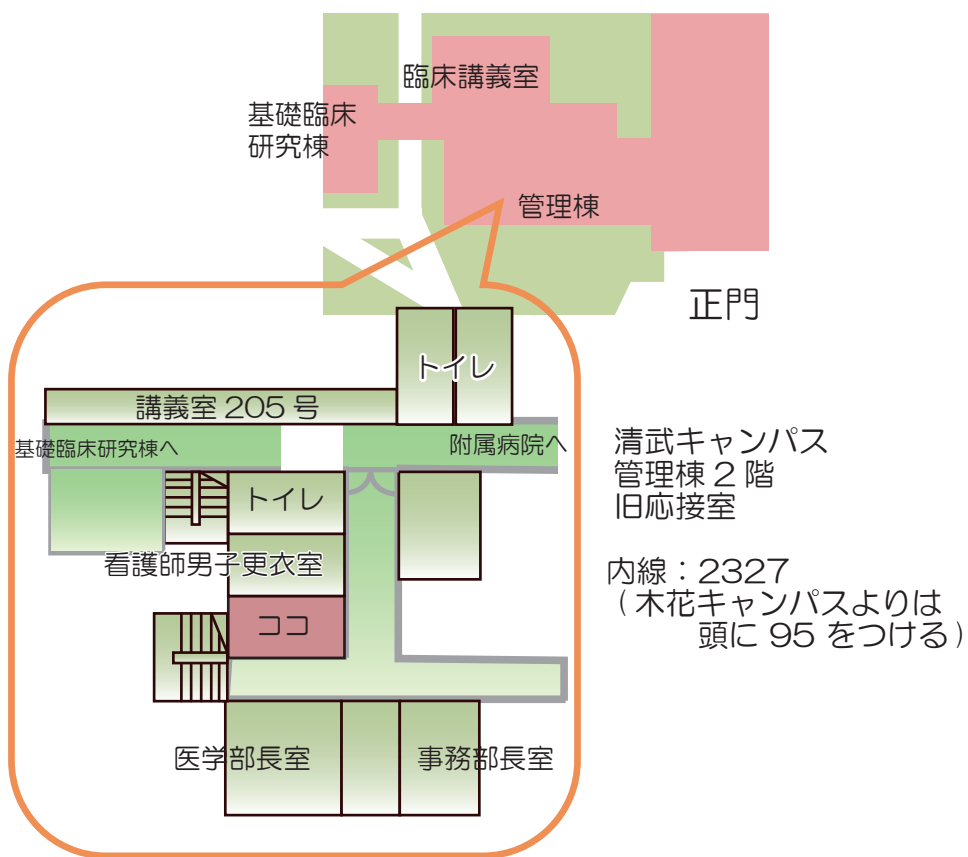 臨床講義室
基礎臨床
研究棟
管理棟
正門
トイレ
講義室 205 号
基礎臨床研究棟へ
附属病院へ
清武キャンパス
管理棟 2 階
旧応接室
トイレ
看護師男子更衣室
内線：2327
（木花キャンパスよりは
頭に 95 をつける）
ココ
医学部長室
事務部長室